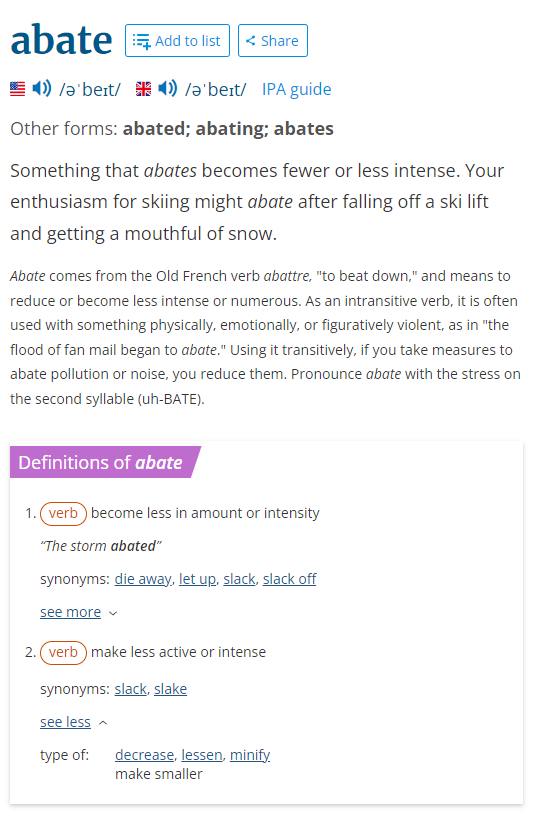 abate Add to list Share
/əˈbeɪt/ /əˈbeɪt/ IPA guide
Other forms: abated; abating; abates
Something that abates becomes fewer or less intense. Your
enthusiasm for skiing might abate after falling off a ski lift
and getting a mouthful of snow.
Abate comes from the Old French verb abattre, "to beat down," and means to
reduce or become less intense or numerous. As an intransitive verb, it is often
used with something physically, emotionally, or figuratively violent, as in "the
flood of fan mail began to abate." Using it transitively, if you take measures to
abate pollution or noise, you reduce them. Pronounce abate with the stress on
the second syllable (uh-BATE).
Definitions of abate
1. verb become less in amount or intensity
“The storm abated”
synonyms: die away, let up, slack, slack off
see more
2. verb make less active or intense
synonyms: slack, slake
see less
type of: decrease, lessen, minify
make smaller